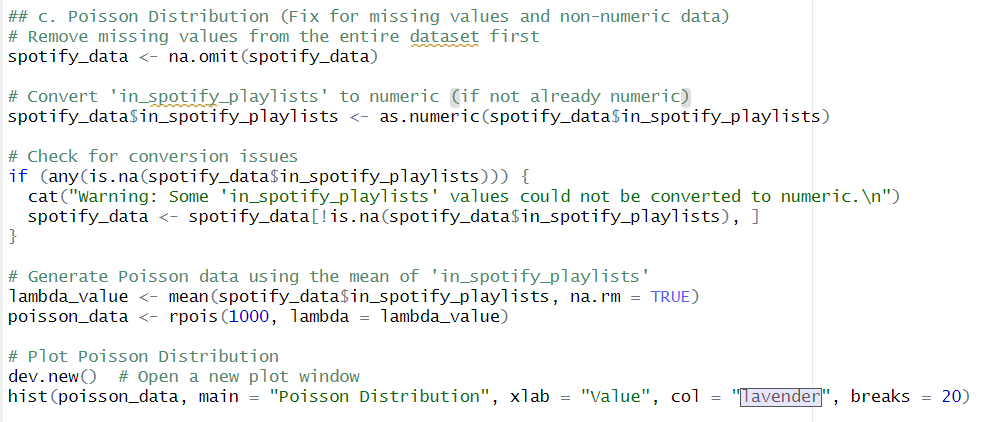 ## c. Poisson Distribution (Fix for missing values and non-numeric data)
# Remove missing values from the entire dataset first
spotify_data <- na.omit(spotify_data)
# Convert 'in_spotify_playlists' to numeric (if not already numeric)
spotify_data$in_spotify_playlists <- as.numeric(spotify_data$in_spotify_playlists)
# Check for conversion issues
if (any(is.na(spotify_data$in_spotify_playlists))) {
  cat("Warning: Some 'in_spotify_playlists' values could not be converted to numeric.\n")
  spotify_data <- spotify_data[!is.na(spotify_data$in_spotify_playlists), ]
}
# Generate Poisson data using the mean of 'in_spotify_playlists'
lambda_value <- mean(spotify_data$in_spotify_playlists, na.rm = TRUE)
poisson_data <- rpois(1000, lambda = lambda_value)
# Plot Poisson Distribution
dev.new()  # Open a new plot window
hist(poisson_data, main = "Poisson Distribution", xlab = "Value", col = "lavender", breaks = 20)